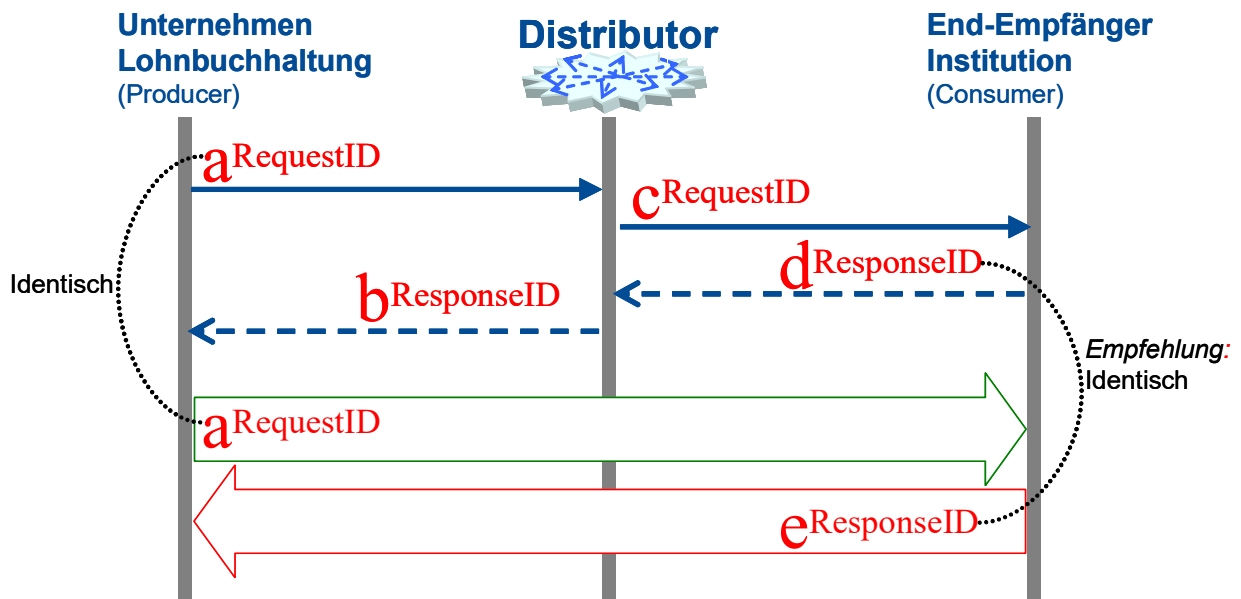 Unternehmen
Lohnbuchhaltung
(Producer)
Distributor
End-Empfänger
Institution
(Consumer)
aRequestID
cRequestID
dResponseID
Identisch
bResponseID
Empfehlung:
Identisch
aRequestID
eResponseID